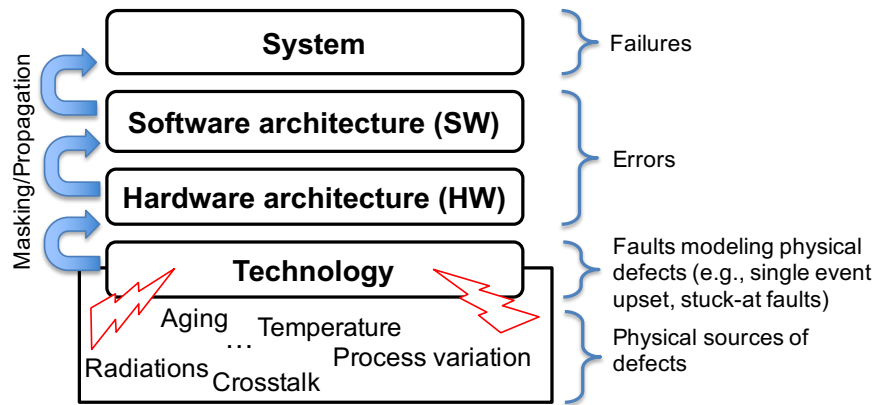 System
Failures
Masking/Propagation
Software architecture (SW)
Errors
Hardware architecture (HW)
Technology
Faults modeling physical
defects (e.g., single event
upset, stuck-at faults)
Aging
Temperature
...
Radiations
Process variation
Crosstalk
Physical sources of
defects